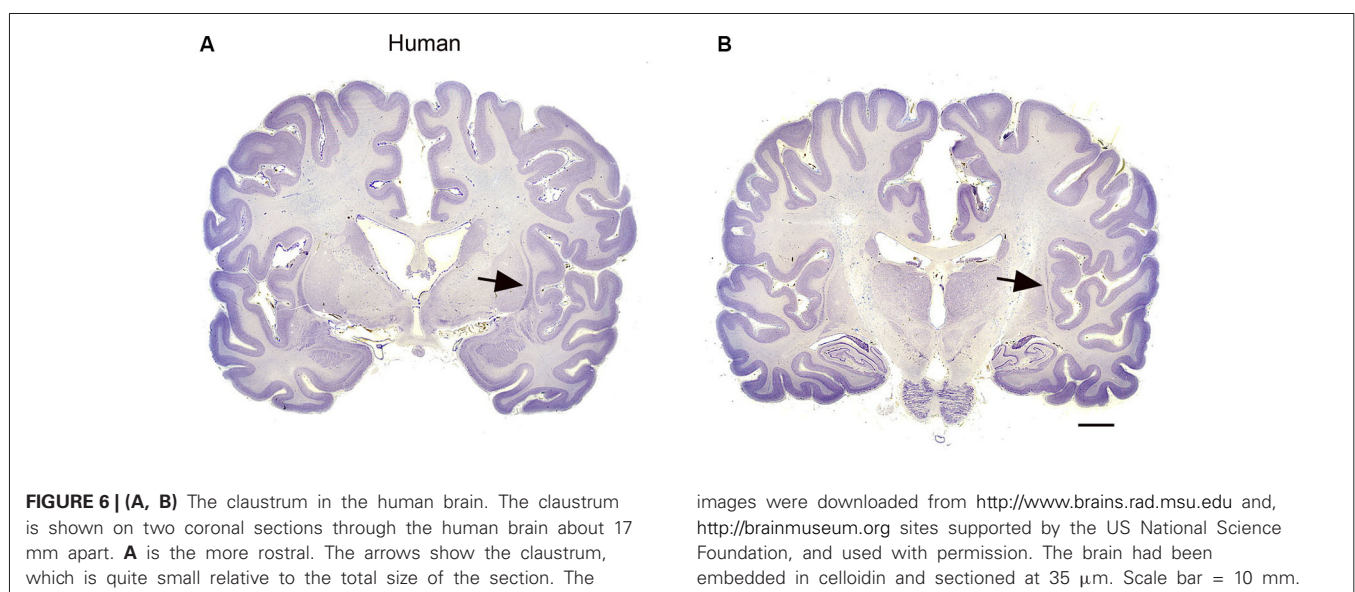 A
Human
B
FIGURE 6 | (A, B) The claustrum in the human brain. The claustrum
is shown on two coronal sections through the human brain about 17
mm apart. A is the more rostral. The arrows show the claustrum,
which is quite small relative to the total size of the section. The
images were downloaded from http://www.brains.rad.msu.edu and,
http://brainmuseum.org sites supported by the US National Science
Foundation, and used with permission. The brain had been
embedded in celloidin and sectioned at 35 μm. Scale bar = 10 mm.